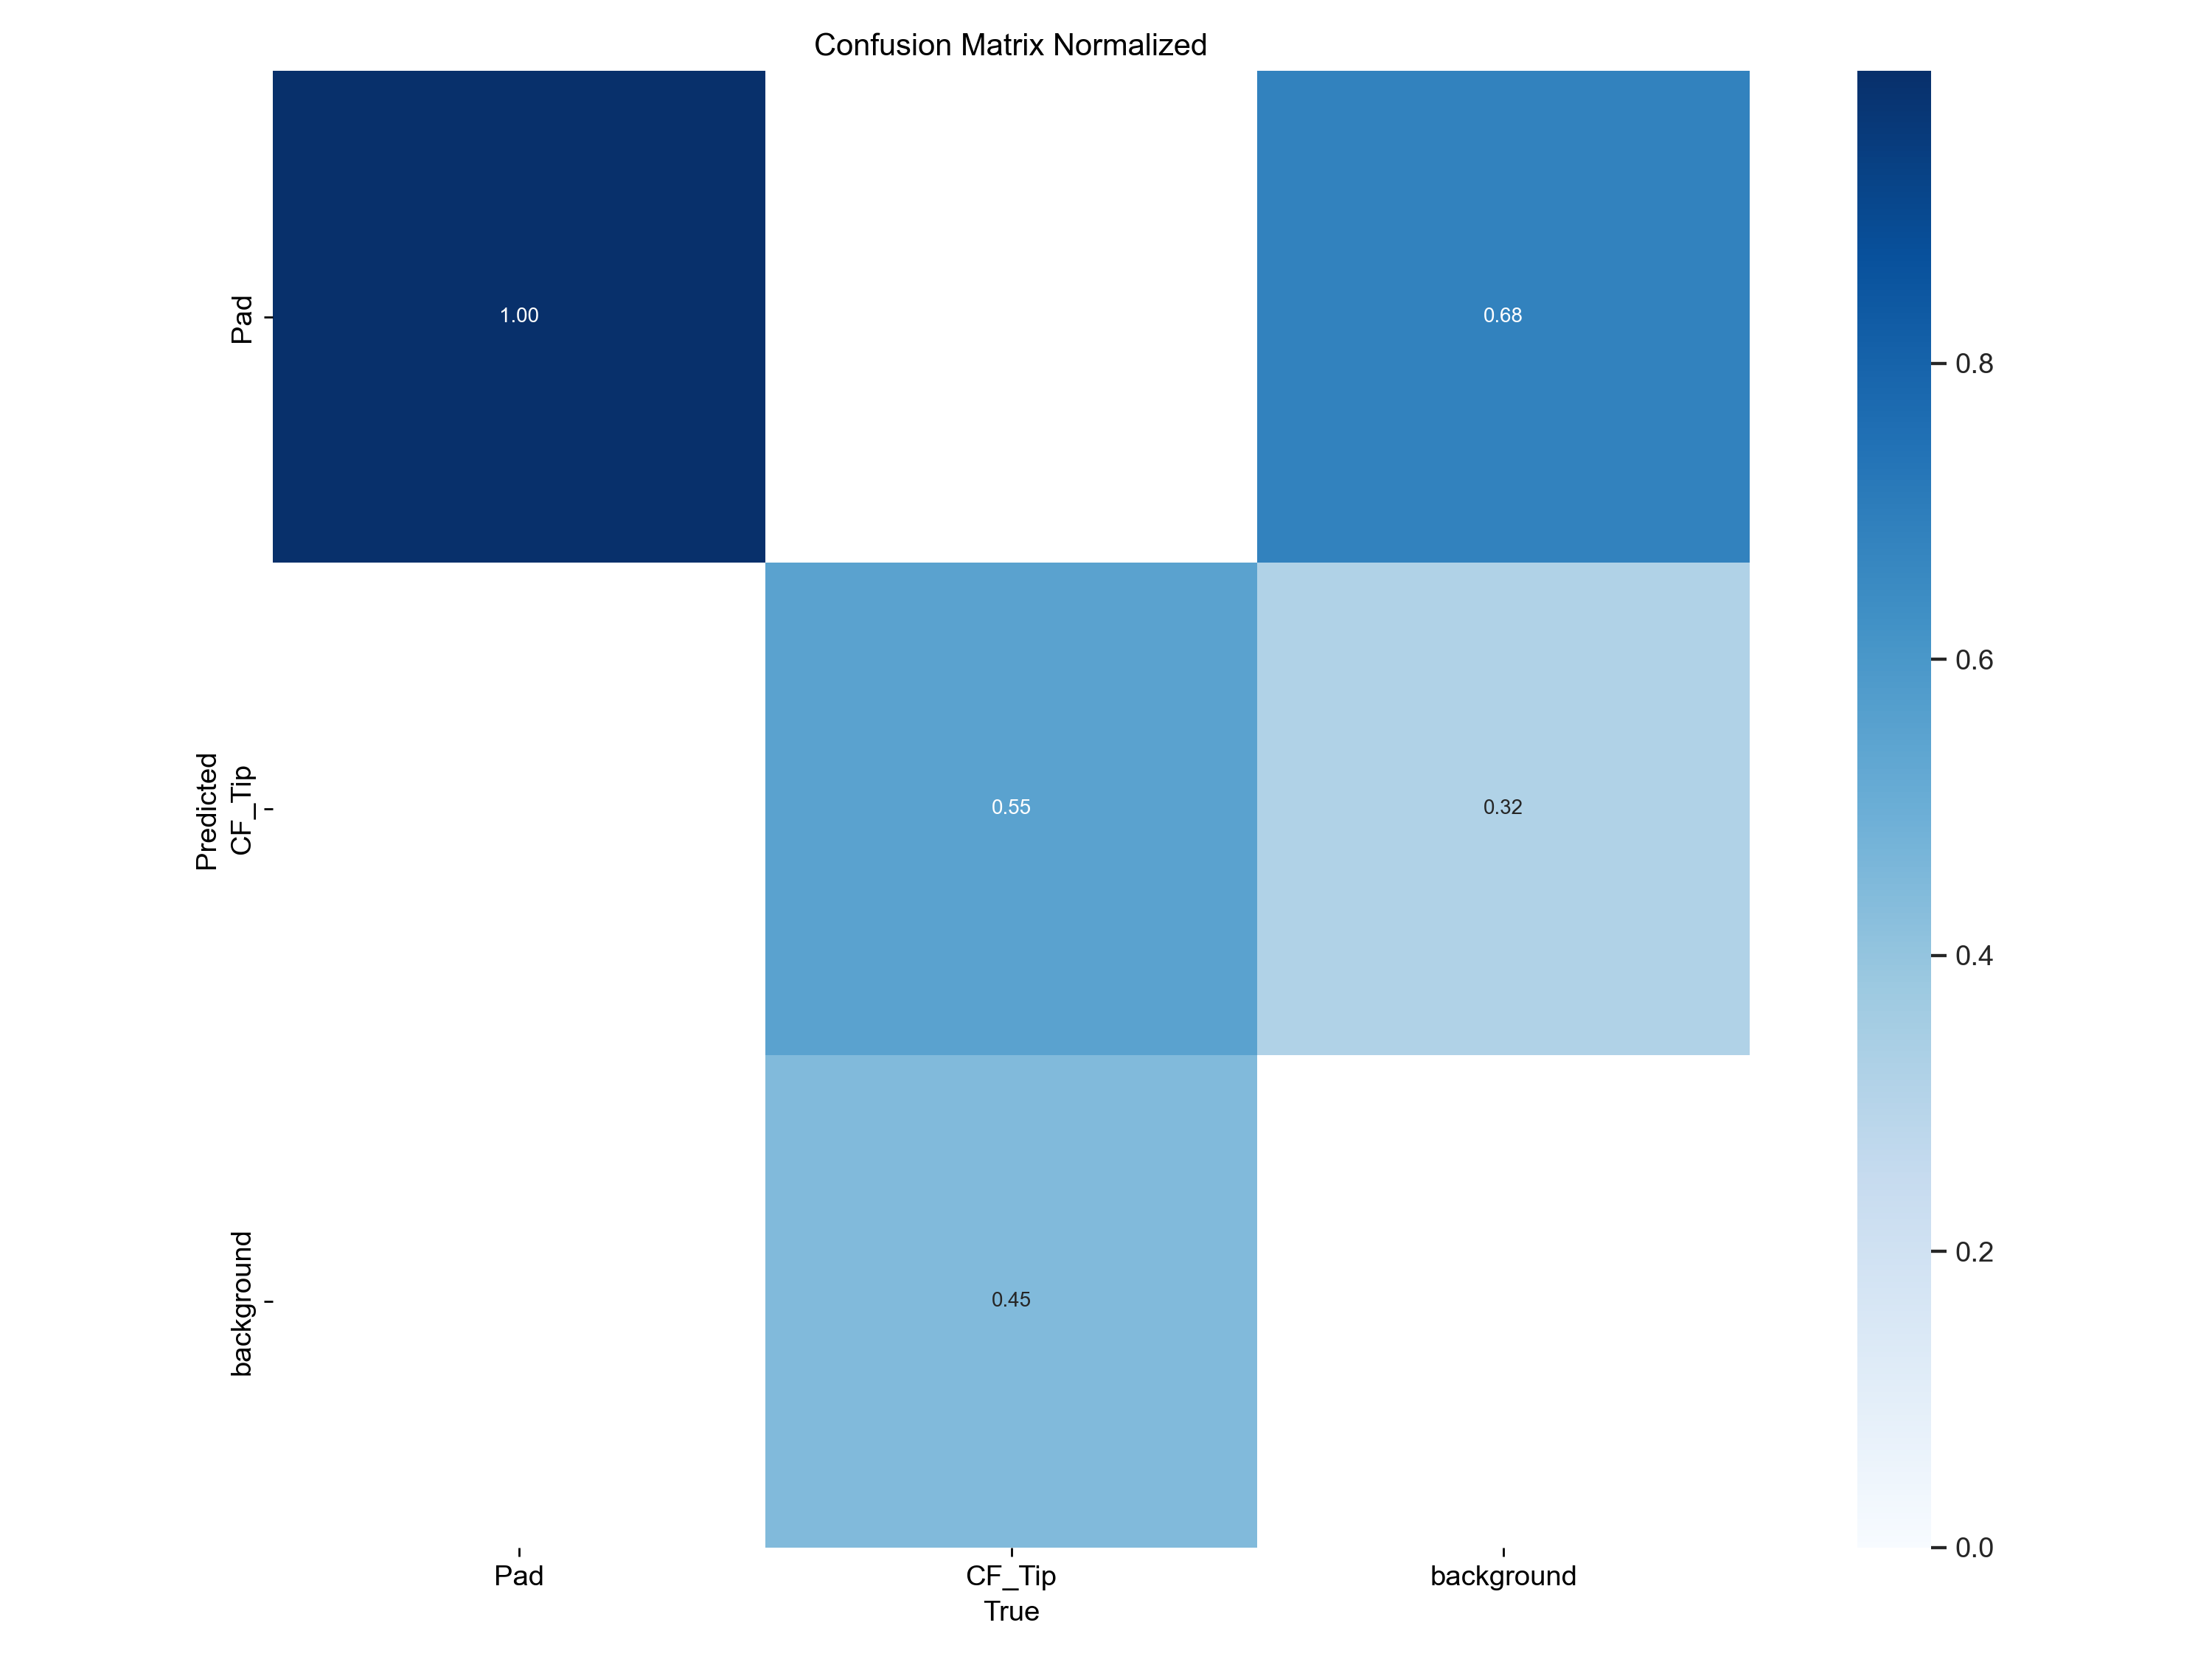 Confusion Matrix Normalized
Pad
1.00
0.68
0.8
0.6
Predicted
CF_Tip
0.55
0.32
0.4
background
0.45
0.2
0.0
Pad
CF_Tip
background
True